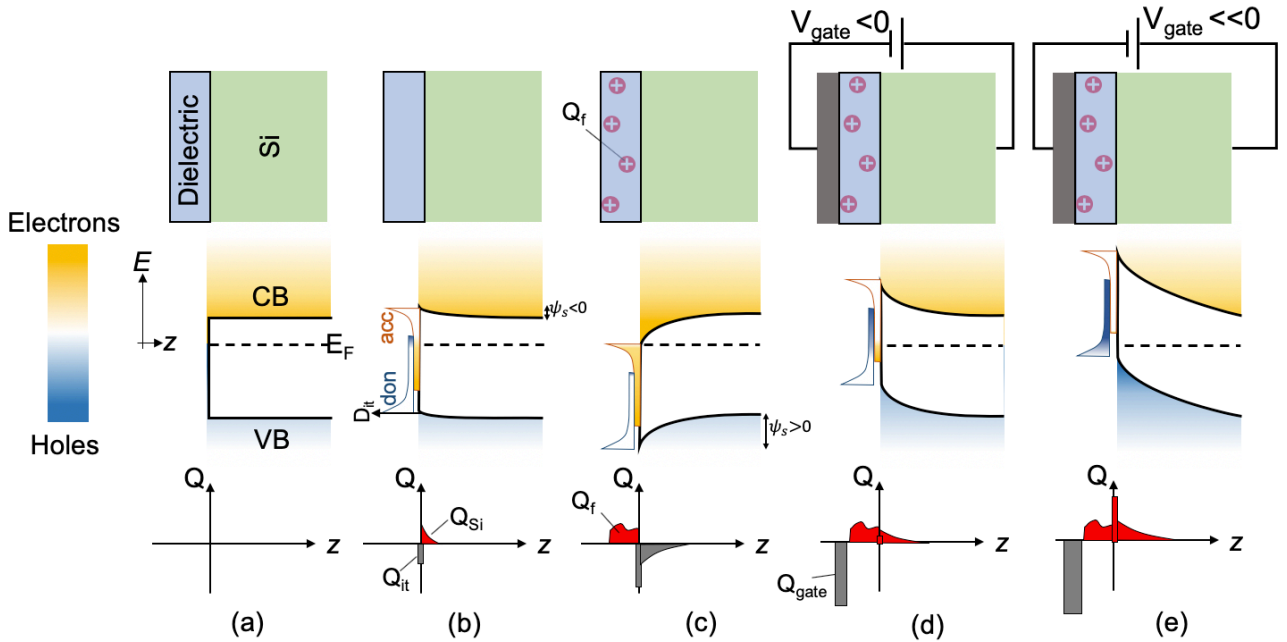 V_gate <0
V_gate <<0
Dielectric
Si
Q_f
Electrons
Holes
E
z
CB
E_F
VB
acc
don
D_it
ψ_s<0
ψ_s>0
Q
z
Q
Q_Si
z
Q_it
Q
Q_f
z
Q
z
Q_gate
Q
z
(a)
(b)
(c)
(d)
(e)